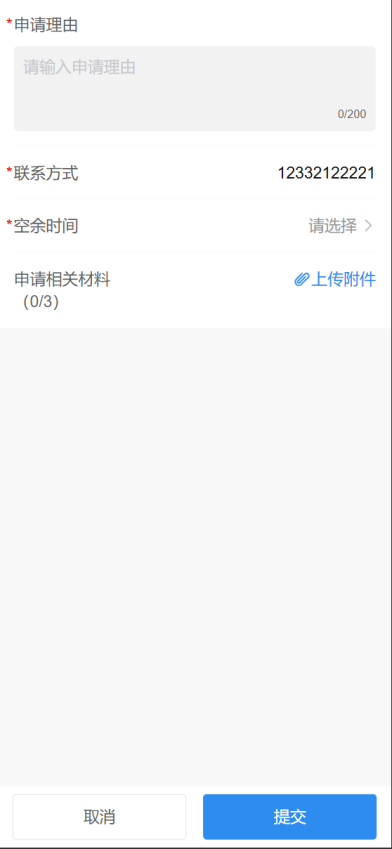 *申请理由
请输入申请理由
0/200
*联系方式 12332122221
*空余时间 请选择 >
申请相关材料 上传附件
（0/3）
取消 提交